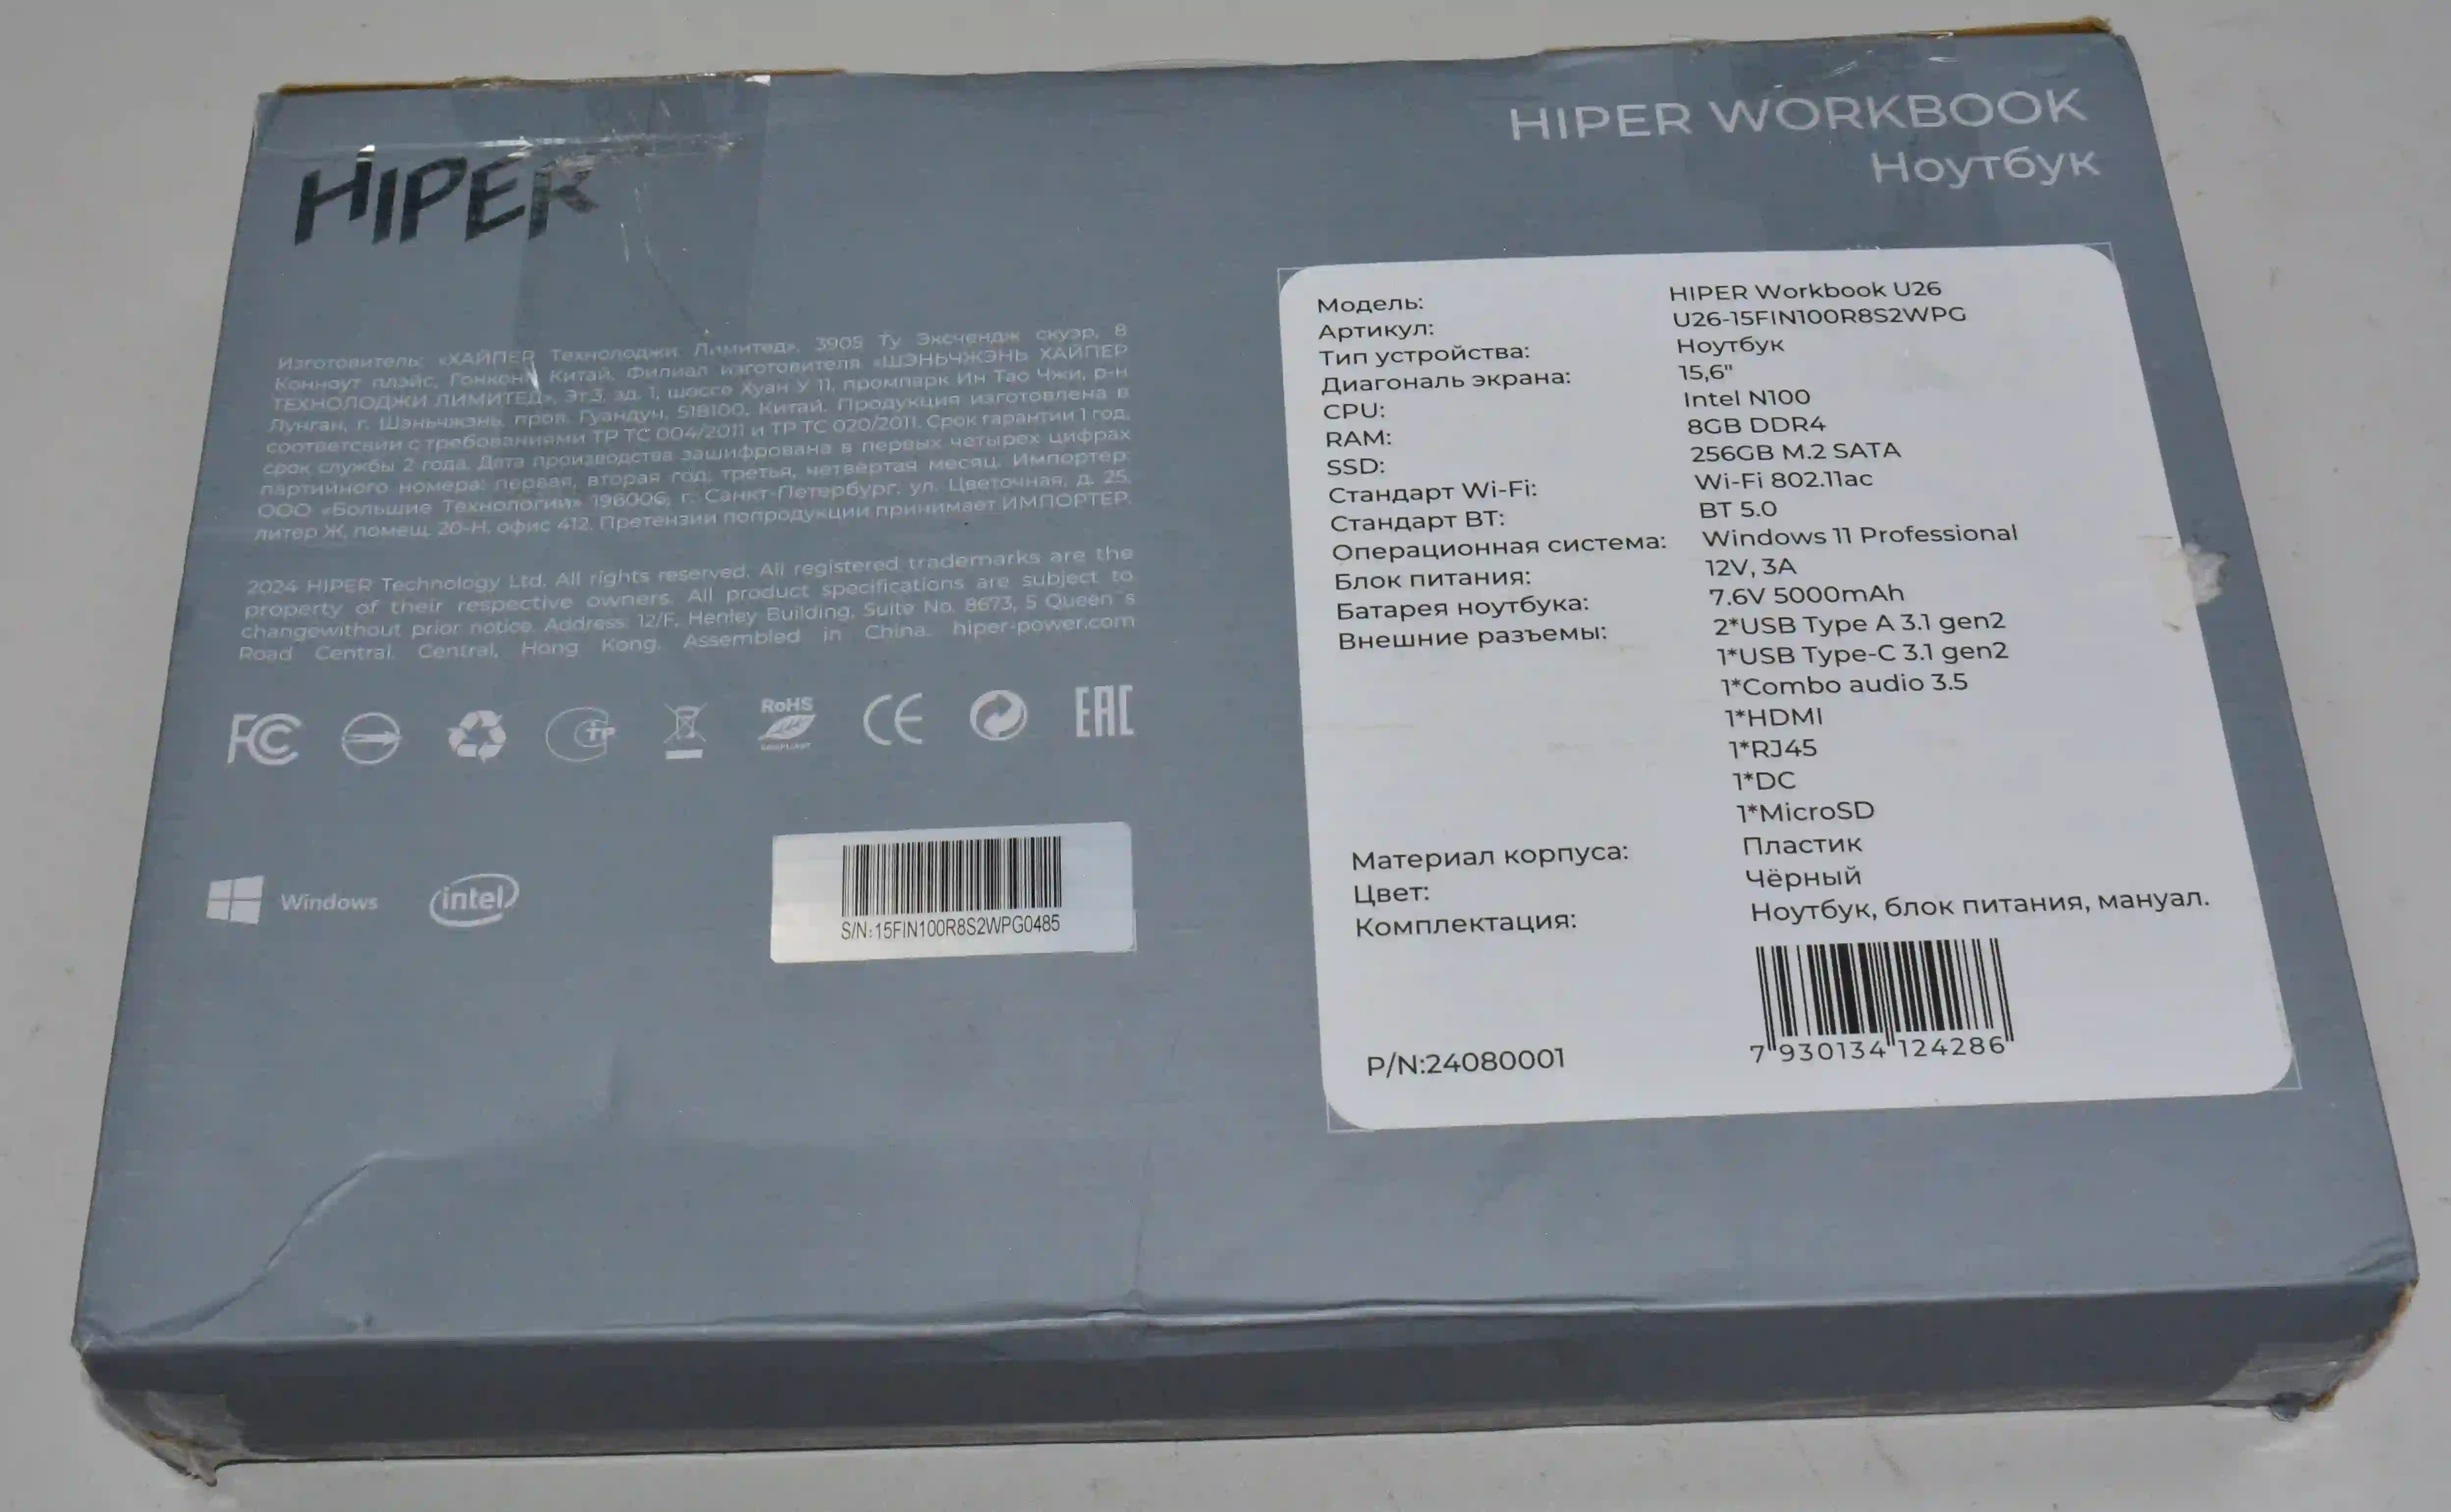 HIPER
HIPER WORKBOOK
Ноутбук
Изготовитель: «ХАЙПЕР Технолоджи Лимитед», 3905 Ту Эксчендж скуэр, 8
Коннаут плэйс, Гонконг Китай. Филиал изготовителя «ШЭНЬЧЖЭНЬ ХАЙПЕР
ТЕХНОЛОДЖИ ЛИМИТЕД», Эт.3, зд. 1, шоссе Хуан У 11, промпарк Ин Тао Чжи, р-н
Лунган, г. Шэньчжэнь, пров. Гуандун, 518100, Китай. Продукция изготовлена в
соответсвии с требованиями ТР ТС 004/2011 и ТР ТС 020/2011. Срок гарантии 1 год,
срок службы 2 года. Дата производства зашифрована в первых четырех цифрах
партийного номера: первая, вторая год; третья, четвертая месяц. Импортер:
ООО «Большие Технологии» 196006, г. Санкт-Петербург, ул. Цветочная, д. 25,
литер Ж, помещ. 20-Н, офис 412. Претензии попродукции принимает ИМПОРТЕР.
2024 HIPER Technology Ltd. All rights reserved. All registered trademarks are the
property of their respective owners. All product specifications are subject to
changewithout prior notice. Address: 12/F, Henley Building, Suite No. 8673, 5 Queen`s
Road Central. Central, Hong Kong. Assembled in China. hiper-power.com
FC
RoHS
COMPLIANT
CE
EAC
Windows
intel
S/N:15FIN100R8S2WPG0485
Модель: HIPER Workbook U26
Артикул: U26-15FIN100R8S2WPG
Тип устройства: Ноутбук
Диагональ экрана: 15,6"
CPU: Intel N100
RAM: 8GB DDR4
SSD: 256GB M.2 SATA
Стандарт Wi-Fi: Wi-Fi 802.11ac
Стандарт BT: BT 5.0
Операционная система: Windows 11 Professional
Блок питания: 12V, 3A
Батарея ноутбука: 7.6V 5000mAh
Внешние разъемы: 2*USB Type A 3.1 gen2
1*USB Type-C 3.1 gen2
1*Combo audio 3.5
1*HDMI
1*RJ45
1*DC
1*MicroSD
Материал корпуса: Пластик
Цвет: Чёрный
Комплектация: Ноутбук, блок питания, мануал.
P/N:24080001
7 930134 124286